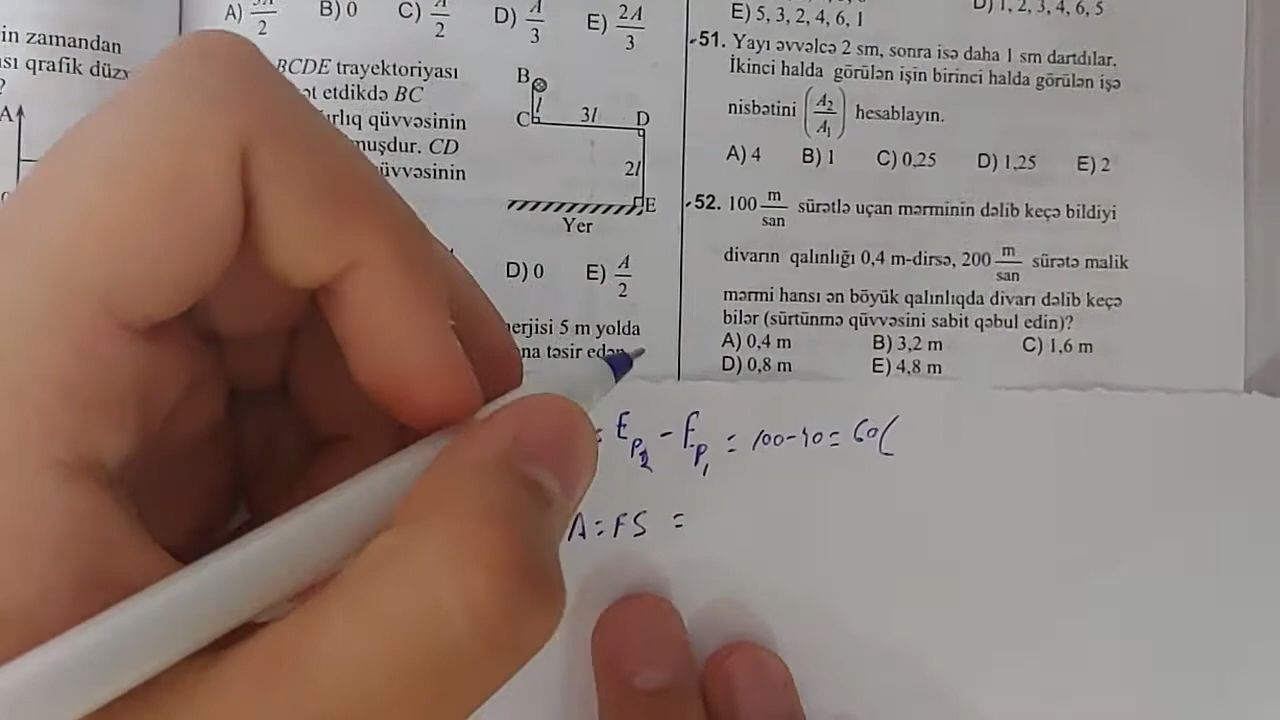 in zamandan
sı qrafik düzx
?
A
A) 3A/2 B) 0 C) A/2 D) A/3 E) 2A/3
BCDE trayektoriyası
ət etdikdə BC
ırlıq qüvvəsinin
muşdur. CD
üvvəsinin
B
l
C 3l D
2l
E
Yer
D) 0 E) A/2
nerjisi 5 m yolda
na təsir edən
E) 5, 3, 2, 4, 6, 1
D) 1, 2, 3, 4, 6, 5
51. Yayı əvvəlcə 2 sm, sonra isə daha 1 sm dartdılar.
İkinci halda görülən işin birinci halda görülən işə
nisbətini (A₂/A₁) hesablayın.
A) 4 B) 1 C) 0,25 D) 1,25 E) 2
52. 100 m/san sürətlə uçan mərminin dəlib keçə bildiyi
divarın qalınlığı 0,4 m-dirsə, 200 m/san sürətə malik
mərmi hansı ən böyük qalınlıqda divarı dəlib keçə
bilər (sürtünmə qüvvəsini sabit qəbul edin)?
A) 0,4 m B) 3,2 m C) 1,6 m
D) 0,8 m E) 4,8 m
= E_P₂ - E_P₁ = 100-40 = 60
A = FS =